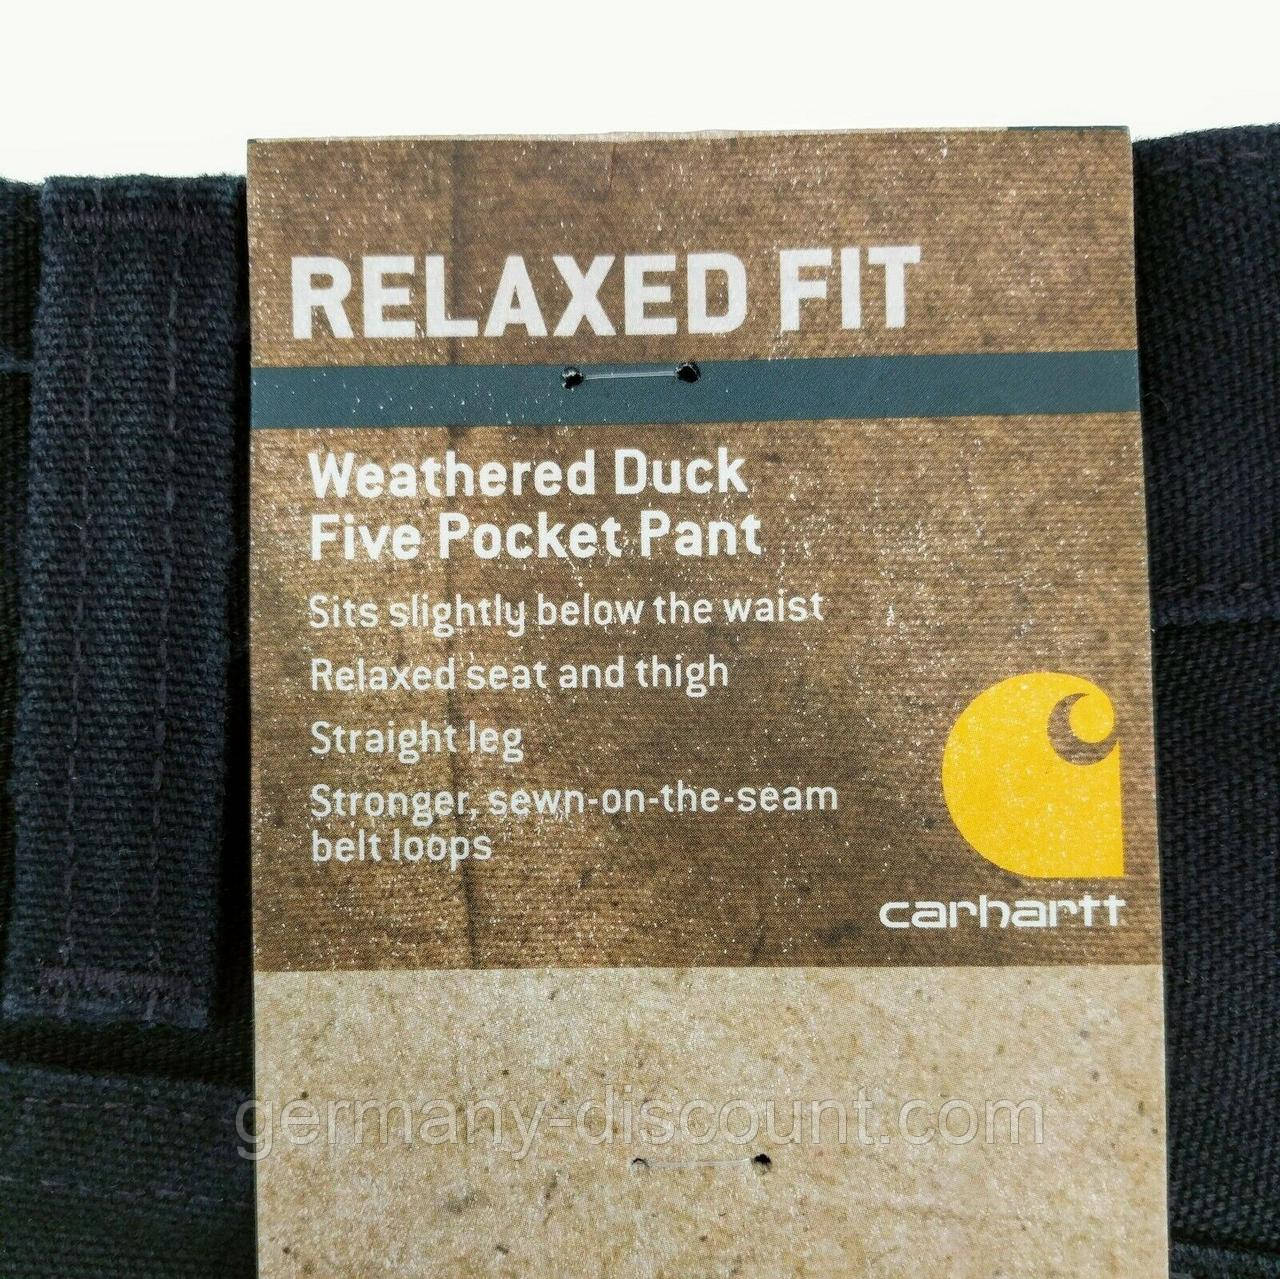 RELAXED FIT
Weathered Duck
Five Pocket Pant
Sits slightly below the waist
Relaxed seat and thigh
Straight leg
Stronger, sewn-on-the-seam
belt loops
carhartt
germany-discount.com